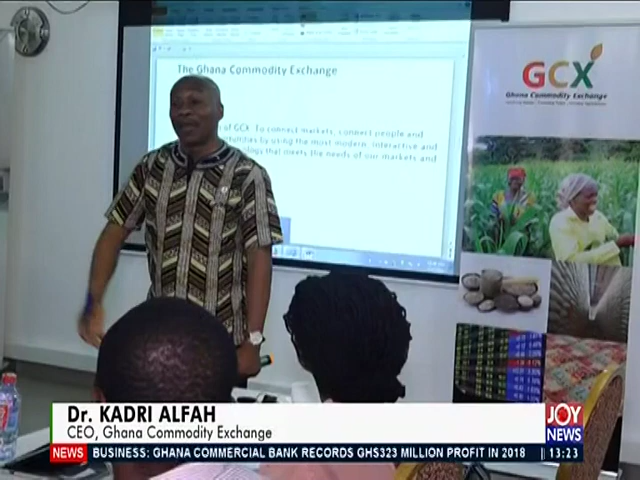 The Ghana Commodity Exchange
of GCX To connect markets, connect people and
by using the most modern, interactive and
that meets the needs of our markets and
GCX
Ghana Commodity Exchange
Dr. KADRI ALFAH
CEO, Ghana Commodity Exchange
JOY
NEWS
NEWS
BUSINESS: GHANA COMMERCIAL BANK RECORDS GHS323 MILLION PROFIT IN 2018
13:23